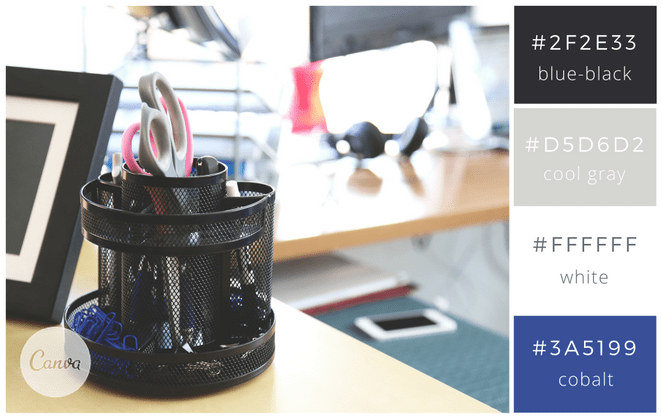 #2F2E33
blue-black
#D5D6D2
cool gray
#FFFFFF
white
#3A5199
cobalt
Canva